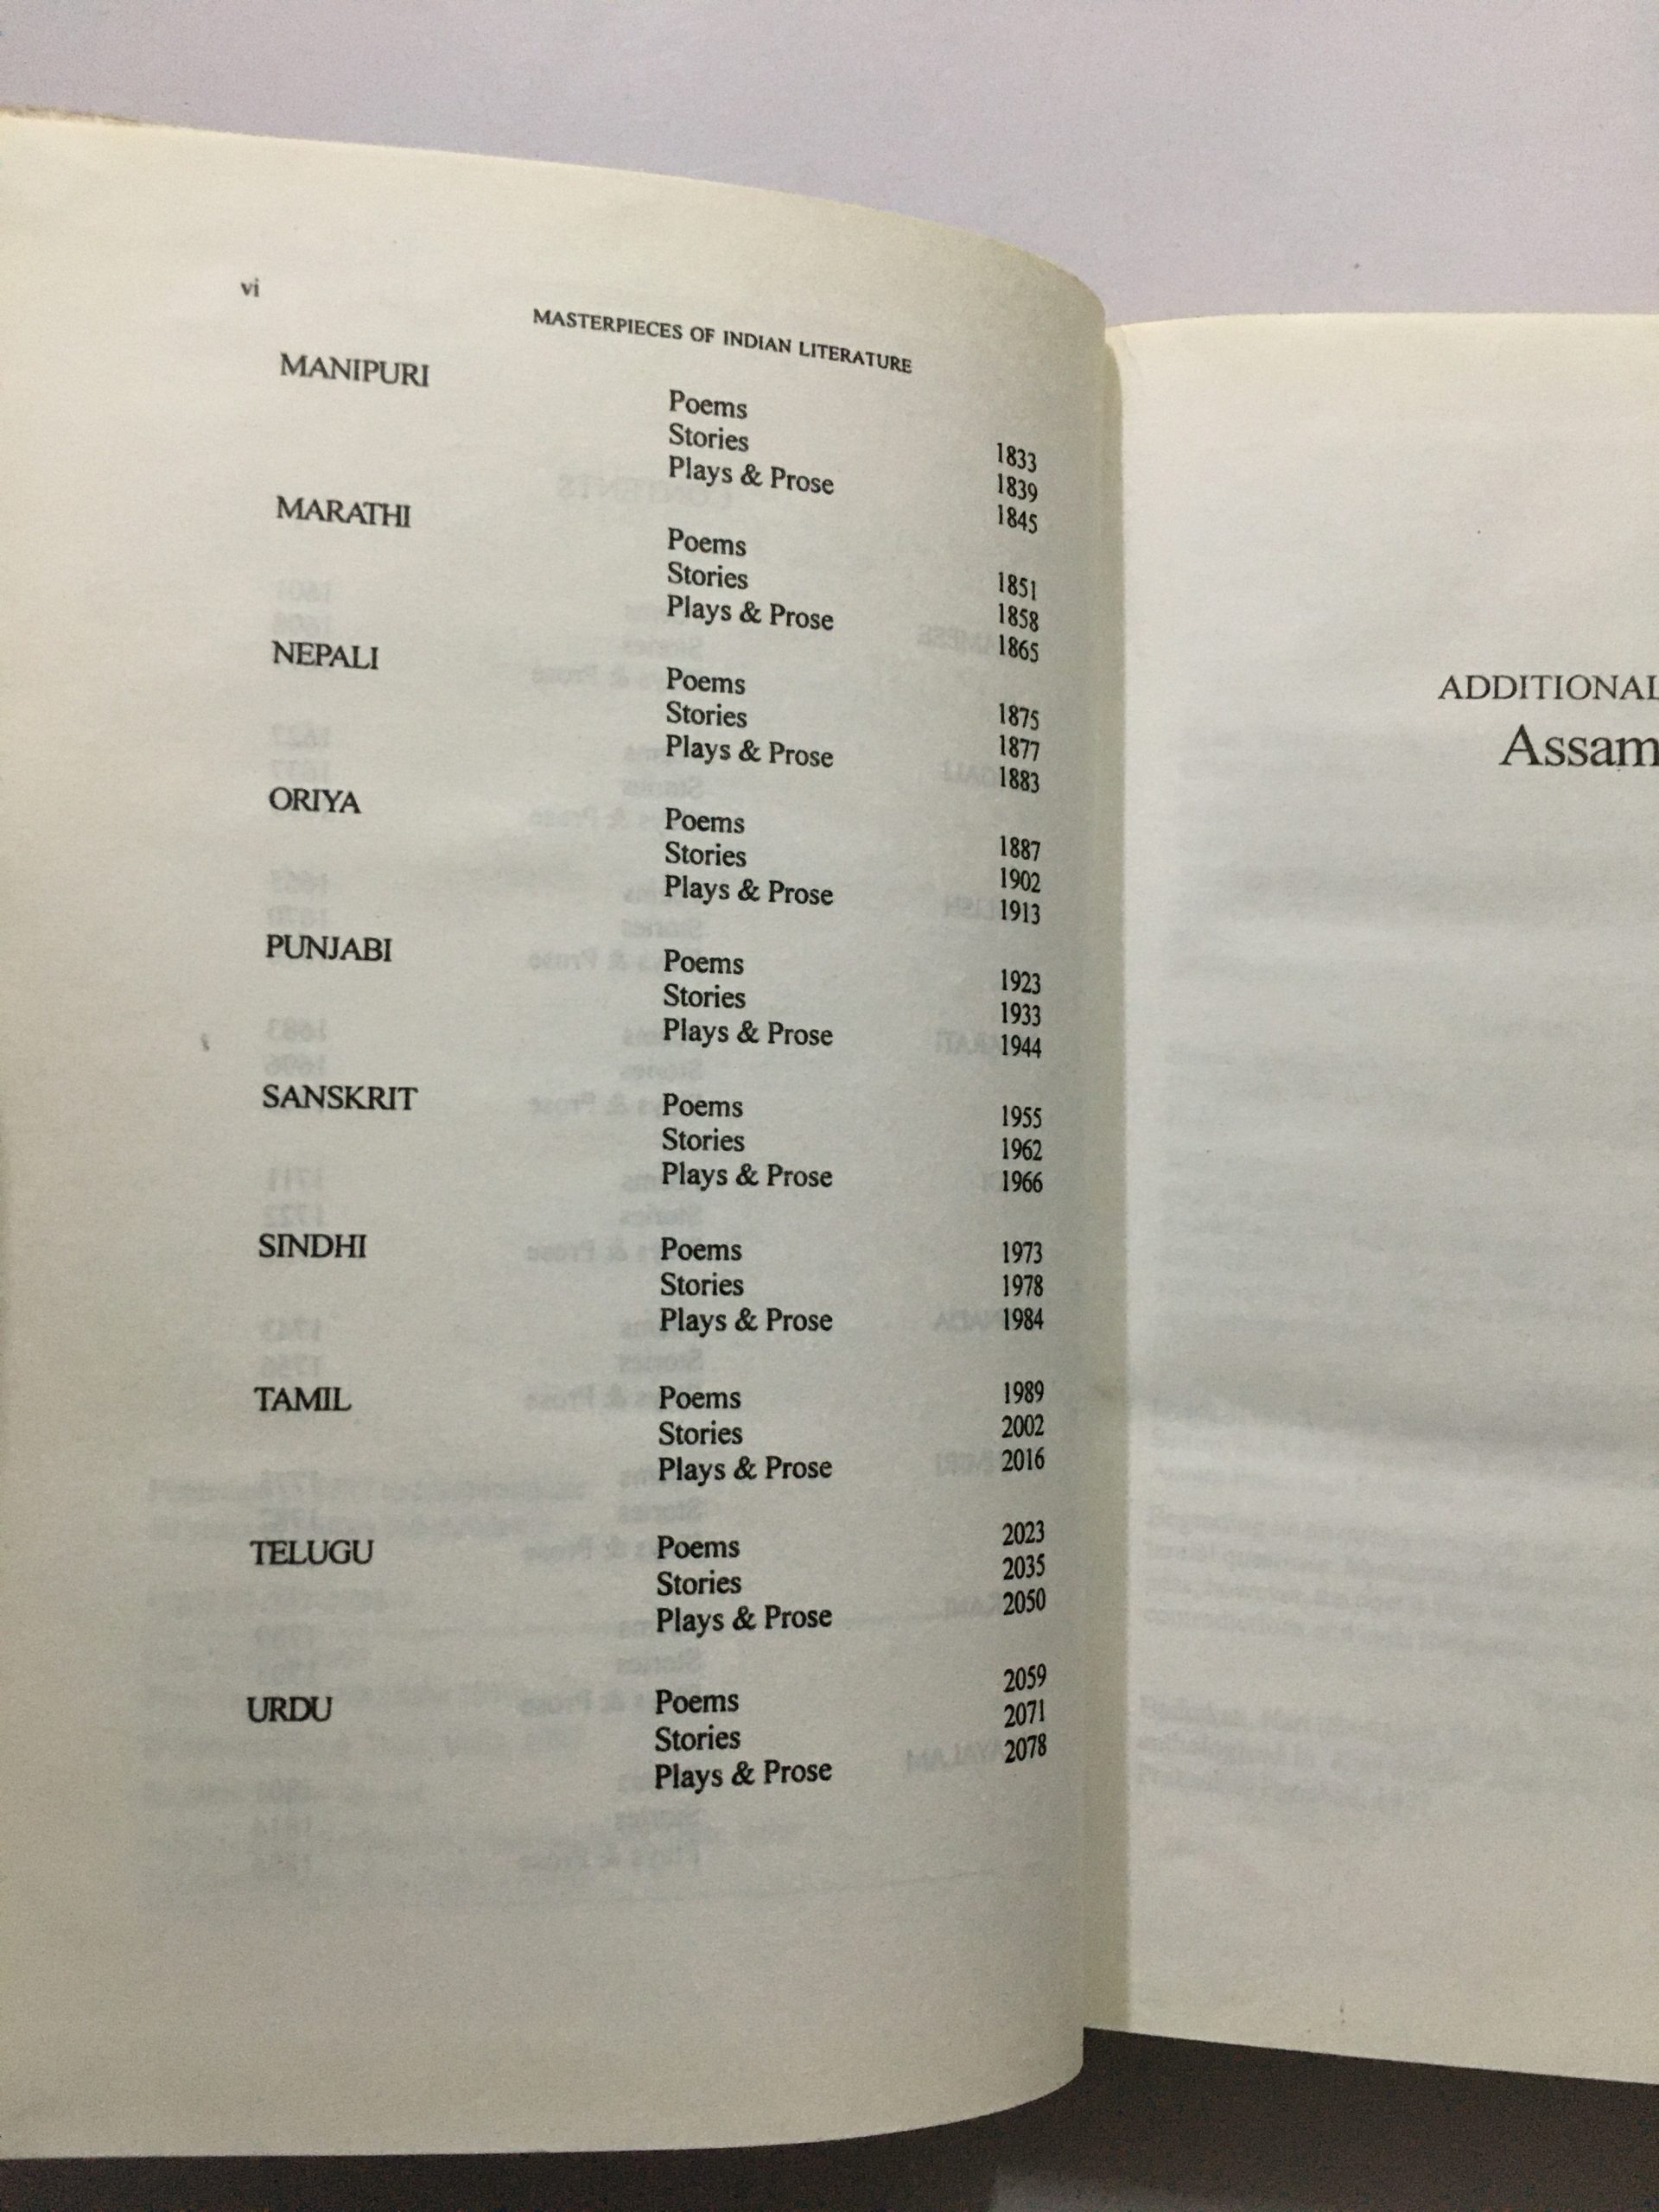 vi
MASTERPIECES OF INDIAN LITERATURE
MANIPURI
Poems 1833
Stories 1839
Plays & Prose 1845
MARATHI
Poems 1851
Stories 1858
Plays & Prose 1865
NEPALI
Poems 1875
Stories 1877
Plays & Prose 1883
ORIYA
Poems 1887
Stories 1902
Plays & Prose 1913
PUNJABI
Poems 1923
Stories 1933
Plays & Prose 1944
SANSKRIT Poems 1955
Stories 1962
Plays & Prose 1966
SINDHI Poems 1973
Stories 1978
Plays & Prose 1984
TAMIL Poems 1989
Stories 2002
Plays & Prose 2016
TELUGU Poems 2023
Stories 2035
Plays & Prose 2050
URDU Poems 2059
Stories 2071
Plays & Prose 2078
ADDITIONAL
Assam